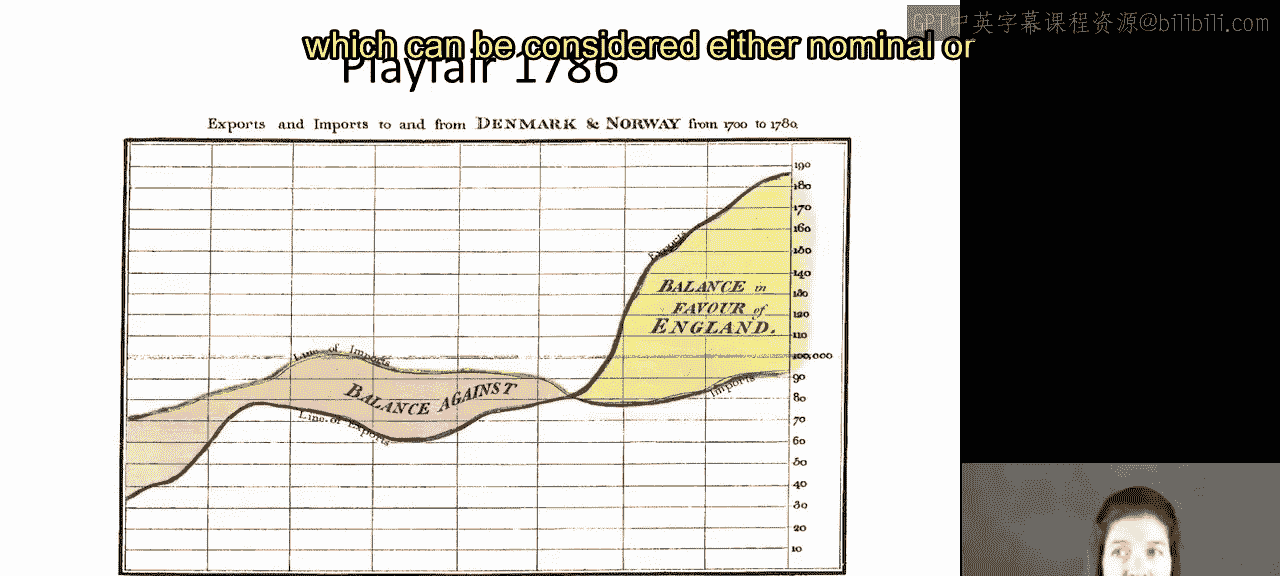 GPT中英字幕课程资源@bilibili.com
which can be considered either nominal or
Playfair 1786
Exports and Imports to and from DENMARK & NORWAY from 1700 to 1780
190
180
170
160
Exports
150
140
BALANCE in
130
FAVOUR of
120
ENGLAND.
110
Line of Imports
100,000
90
Imports
BALANCE AGAINST
80
Line of Exports
70
60
50
40
30
20
10